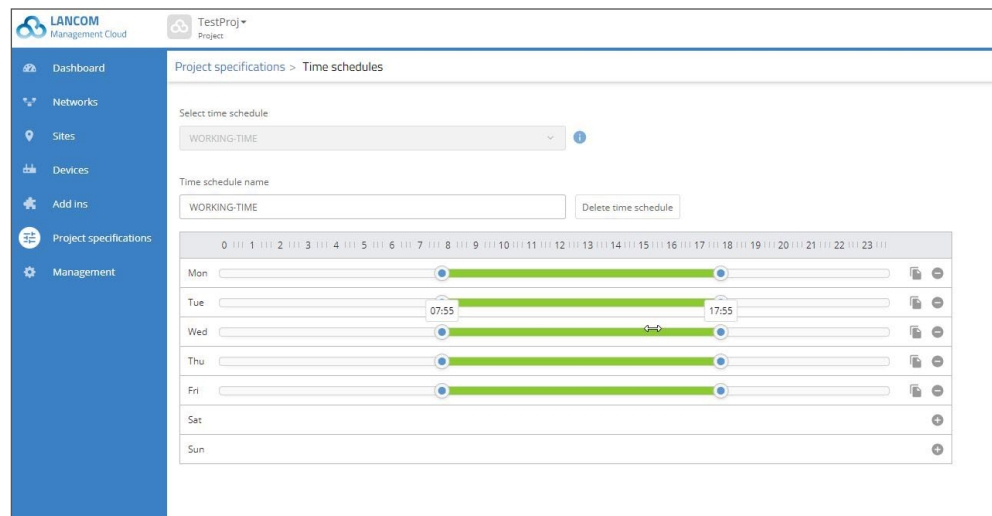 LANCOM
Management Cloud
TestProj
Project
Dashboard
Networks
Sites
Devices
Add ins
Project specifications
Management
Project specifications > Time schedules
Select time schedule
WORKING-TIME
Time schedule name
WORKING-TIME
Delete time schedule
0 1 2 3 4 5 6 7 8 9 10 11 12 13 14 15 16 17 18 19 20 21 22 23
Mon
Tue
07:55 17:55
Wed
Thu
Fri
Sat
Sun